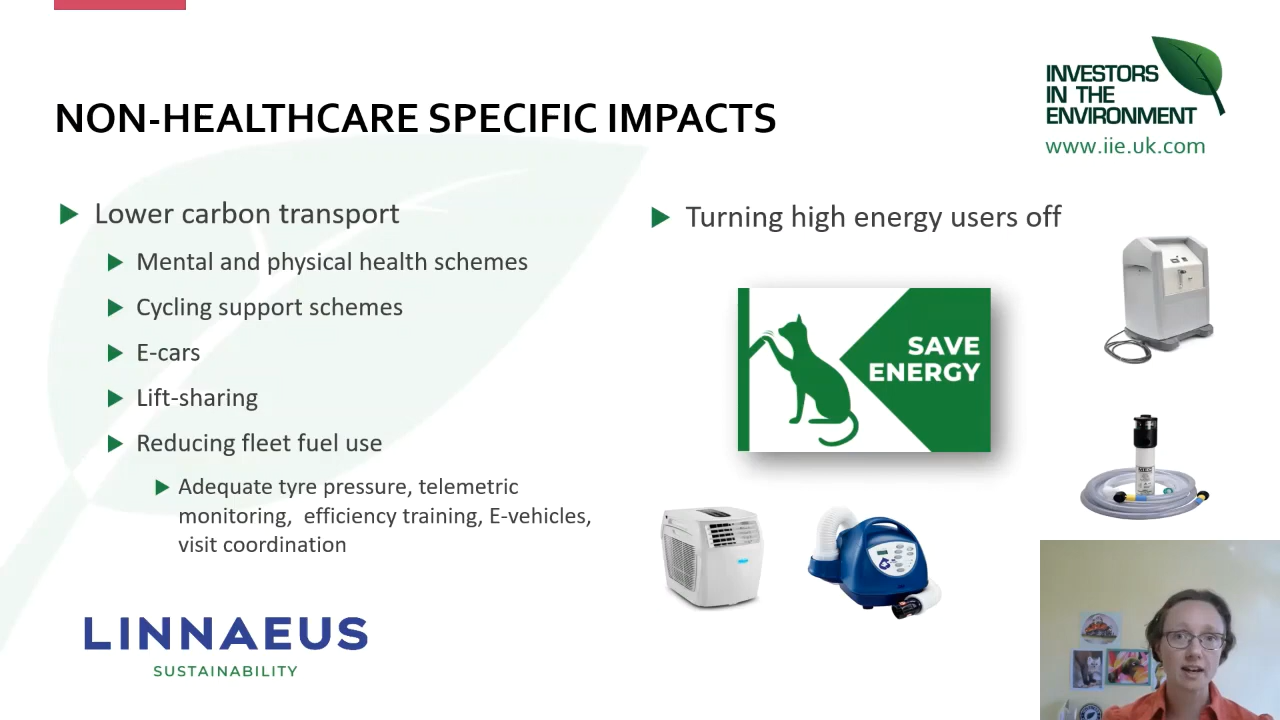 INVESTORS
IN THE
ENVIRONMENT
www.iie.uk.com
NON-HEALTHCARE SPECIFIC IMPACTS
Lower carbon transport
Mental and physical health schemes
Cycling support schemes
E-cars
Lift-sharing
Reducing fleet fuel use
Adequate tyre pressure, telemetric
monitoring, efficiency training, E-vehicles,
visit coordination
Turning high energy users off
SAVE
ENERGY
LINNAEUS
SUSTAINABILITY